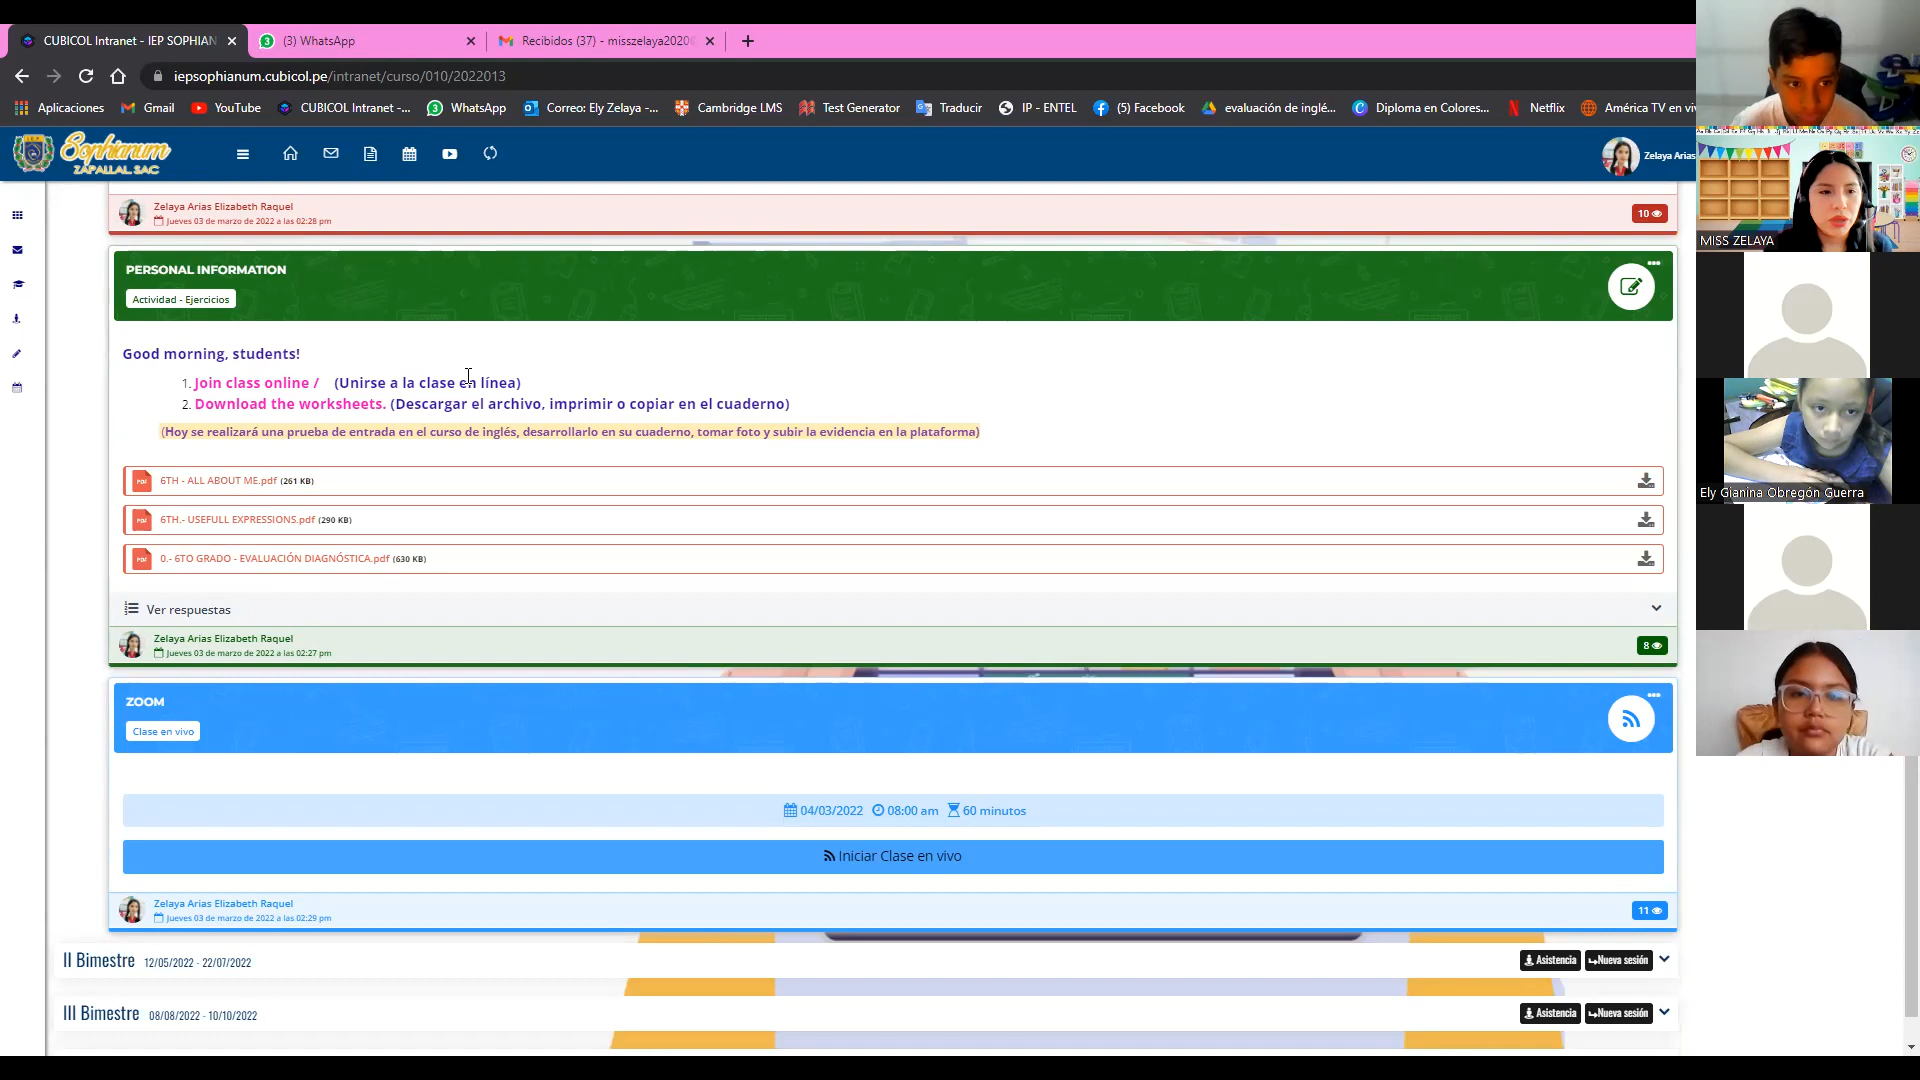 CUBICOL Intranet - IEP SOPHIAN
(3) WhatsApp
Recibidos (37) - misszelaya2020
iepsophianum.cubicol.pe/intranet/curso/010/2022013
Aplicaciones
Gmail
YouTube
CUBICOL Intranet -...
WhatsApp
Correo: Ely Zelaya -...
Cambridge LMS
Test Generator
Traducir
IP - ENTEL
(5) Facebook
evaluación de inglé...
Diploma en Colores...
Netflix
América TV en viv
Sophianum
ZAPALLAL SAC
Zelaya Arias
MISS ZELAYA
Zelaya Arias Elizabeth Raquel
Jueves 03 de marzo de 2022 a las 02:28 pm
10
PERSONAL INFORMATION
Actividad - Ejercicios
Good morning, students!
1. Join class online / (Unirse a la clase en línea)
2. Download the worksheets. (Descargar el archivo, imprimir o copiar en el cuaderno)
(Hoy se realizará una prueba de entrada en el curso de inglés, desarrollarlo en su cuaderno, tomar foto y subir la evidencia en la plataforma)
PDF 6TH - ALL ABOUT ME.pdf (261 KB)
PDF 6TH.- USEFULL EXPRESSIONS.pdf (290 KB)
PDF 0.- 6TO GRADO - EVALUACIÓN DIAGNÓSTICA.pdf (630 KB)
Ely Gianina Obregón Guerra
Ver respuestas
Zelaya Arias Elizabeth Raquel
Jueves 03 de marzo de 2022 a las 02:27 pm
8
ZOOM
Clase en vivo
04/03/2022 08:00 am 60 minutos
Iniciar Clase en vivo
Zelaya Arias Elizabeth Raquel
Jueves 03 de marzo de 2022 a las 02:29 pm
11
II Bimestre 12/05/2022 - 22/07/2022
Asistencia
Nueva sesión
III Bimestre 08/08/2022 - 10/10/2022
Asistencia
Nueva sesión